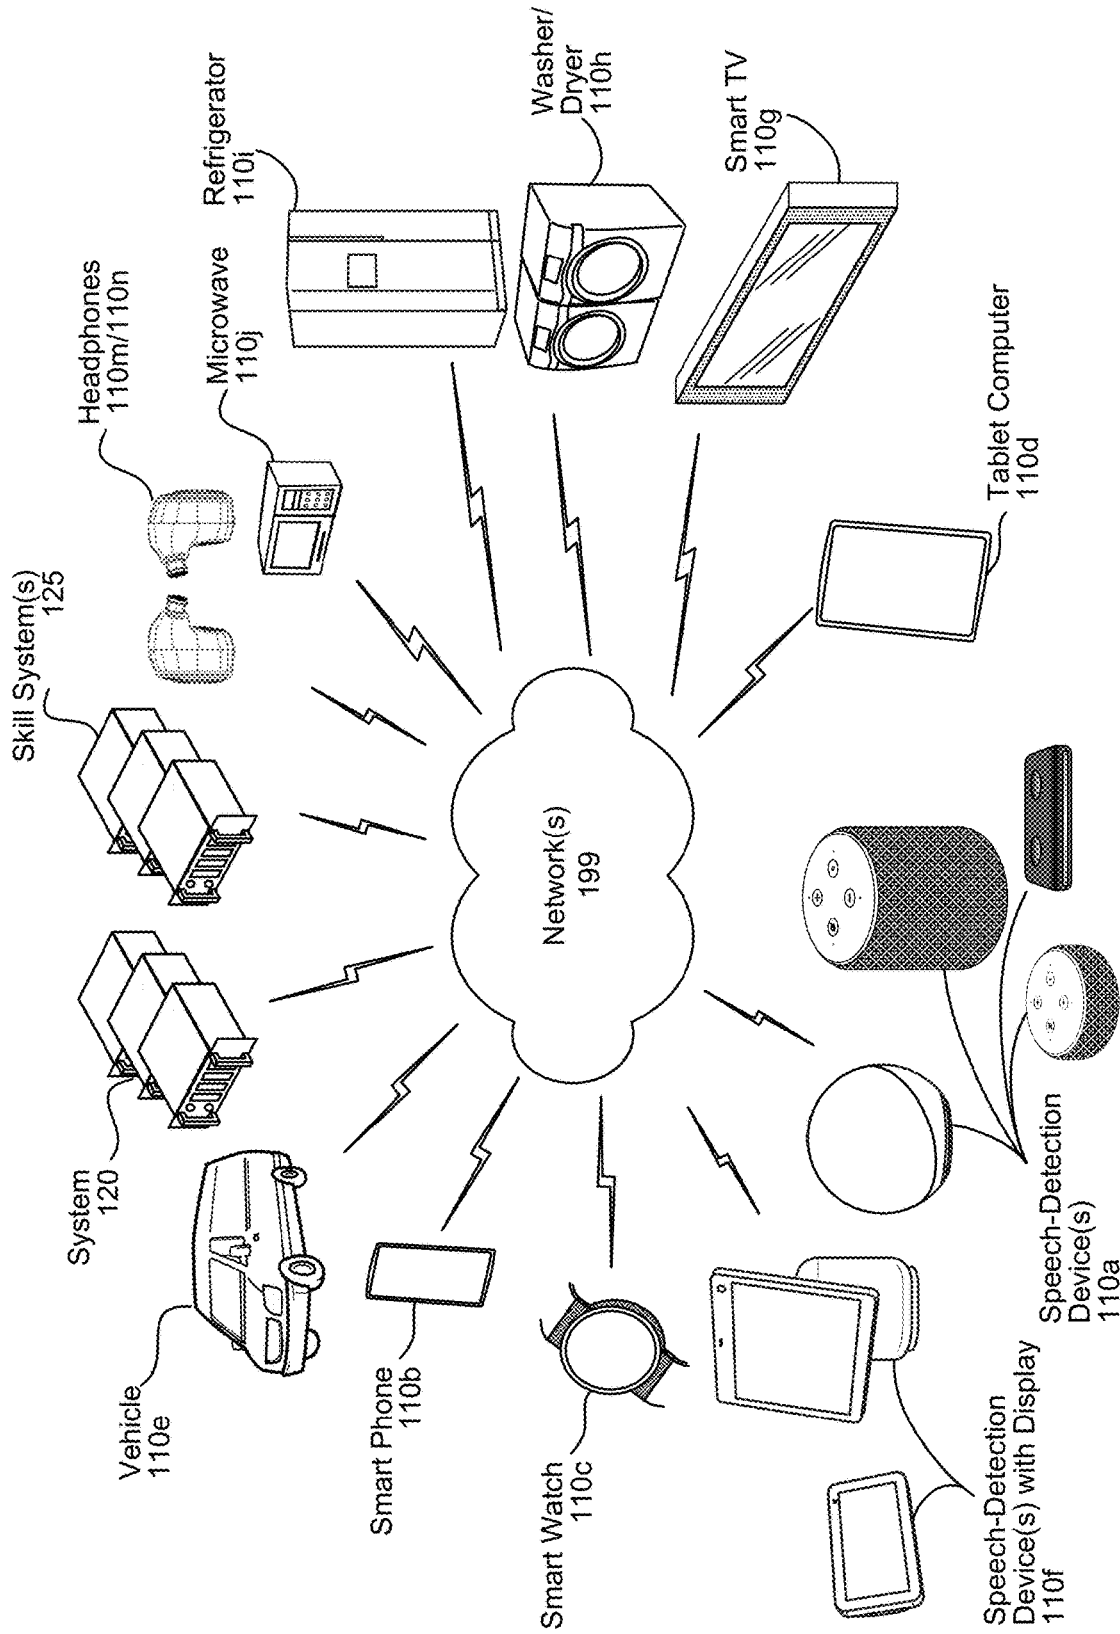 Vehicle
110e
System
120
Skill System(s)
125
Headphones
110m/110n
Microwave
110j
Refrigerator
110i
Smart Phone
110b
Smart Watch
110c
Network(s)
199
Washer/
Dryer
110h
Smart TV
110g
Speech-Detection
Device(s) with Display
110f
Speech-Detection
Device(s)
110a
Tablet Computer
110d